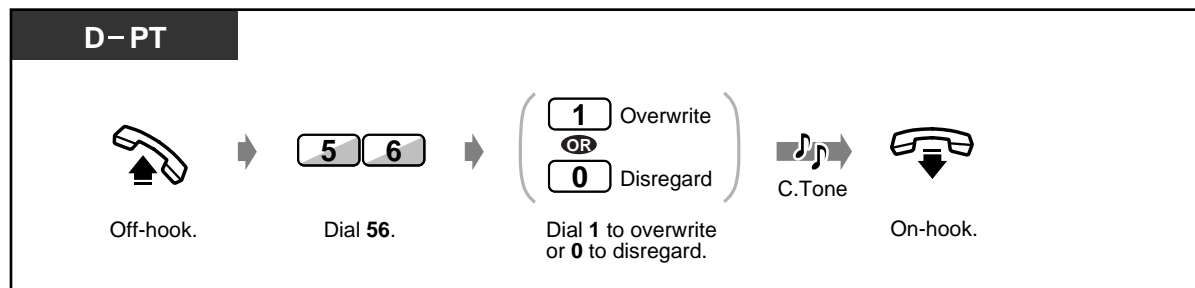 D–PT
5 6
1 Overwrite
OR
0 Disregard
C.Tone
Off-hook.
Dial 56.
Dial 1 to overwrite
or 0 to disregard.
On-hook.